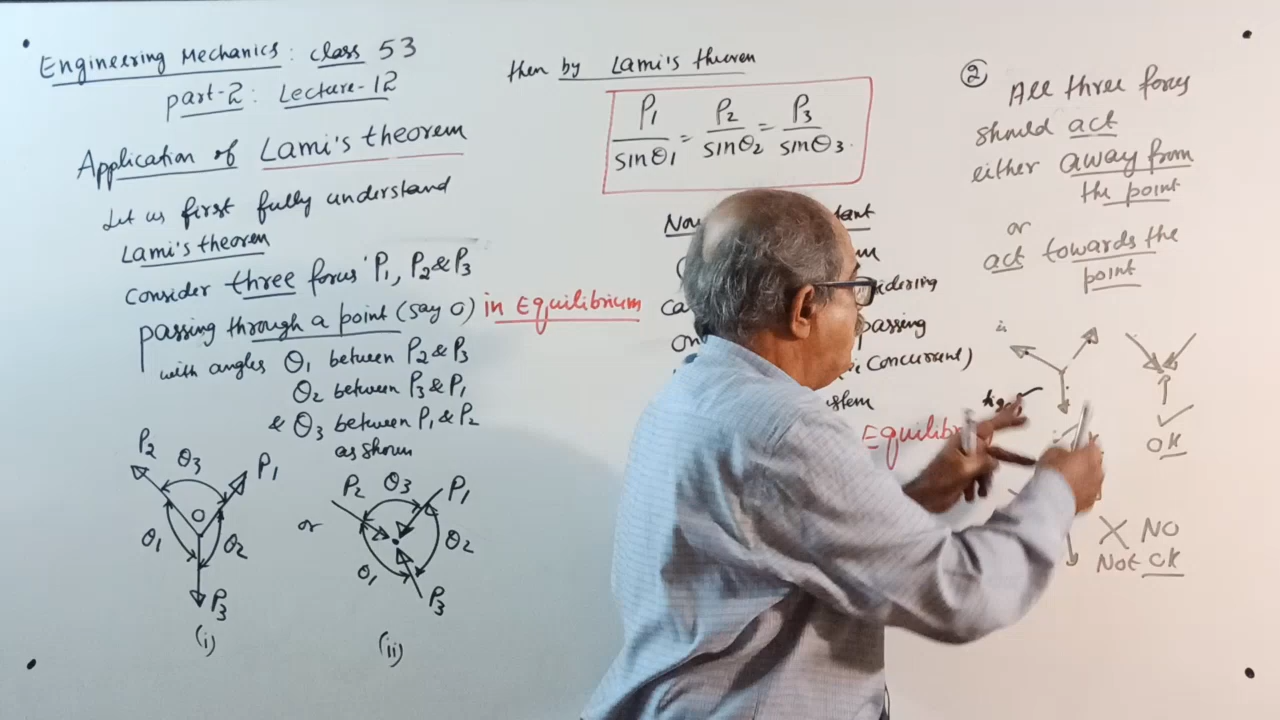 Engineering Mechanics: class 53
part-2: Lecture-12
Application of Lami's theorem
Let us first fully understand
Lami's theorem
Consider three forces P1, P2 & P3
passing through a point (say O) in Equilibrium
with angles θ1 between P2 & P3
θ2 between P3 & P1
& θ3 between P1 & P2
as shown
P2 θ3 P1
O
θ1 θ2
P3
(i)
or
P2 θ3 P1
θ2
θ1
P3
(ii)
then by Lami's theorem
P1/sinθ1 = P2/sinθ2 = P3/sinθ3.
passing
concurrent)
Equilib
② All three forces
should act
either away from
the point
or
act towards the
point
OK
X NO
Not OK